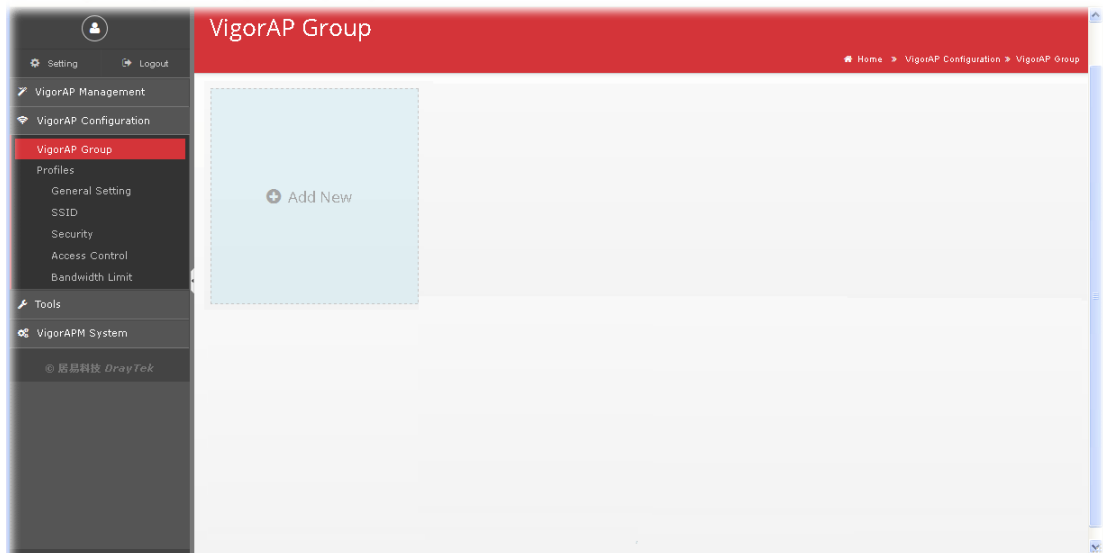 VigorAP Group
Setting Logout
Home » VigorAP Configuration » VigorAP Group
VigorAP Management
VigorAP Configuration
VigorAP Group
Profiles
General Setting
SSID
Security
Access Control
Bandwidth Limit
Tools
VigorAPM System
© 居易科技 DrayTek
Add New